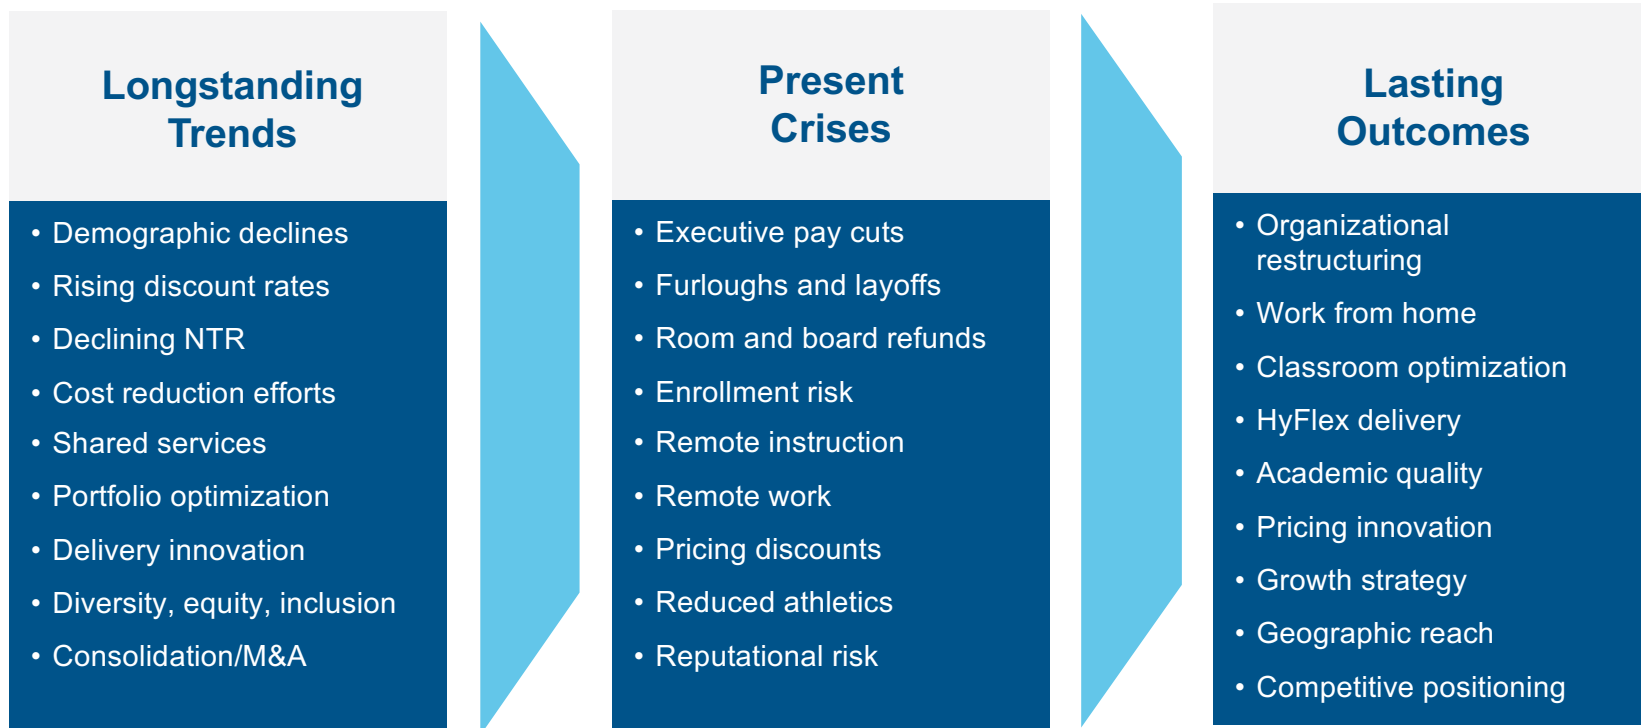 Longstanding
Trends
• Demographic declines
• Rising discount rates
• Declining NTR
• Cost reduction efforts
• Shared services
• Portfolio optimization
• Delivery innovation
• Diversity, equity, inclusion
• Consolidation/M&A
Present
Crises
• Executive pay cuts
• Furloughs and layoffs
• Room and board refunds
• Enrollment risk
• Remote instruction
• Remote work
• Pricing discounts
• Reduced athletics
• Reputational risk
Lasting
Outcomes
• Organizational
restructuring
• Work from home
• Classroom optimization
• HyFlex delivery
• Academic quality
• Pricing innovation
• Growth strategy
• Geographic reach
• Competitive positioning